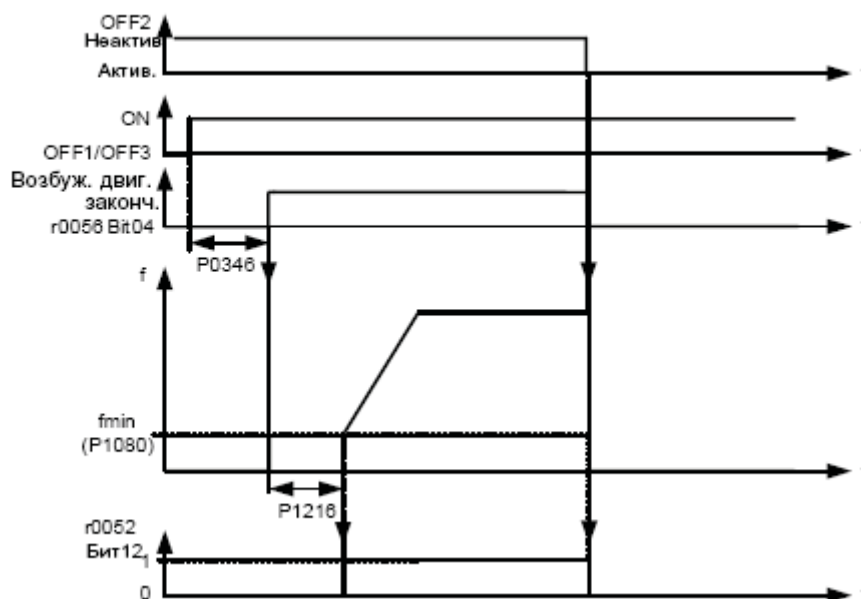 OFF2
Неактив
Актив.
ON
OFF1/OFF3
Возбуж. двиг.
законч.
r0056 Bit04
P0346
f
fmin
(P1080)
P1216
r0052
Бит12
1
0